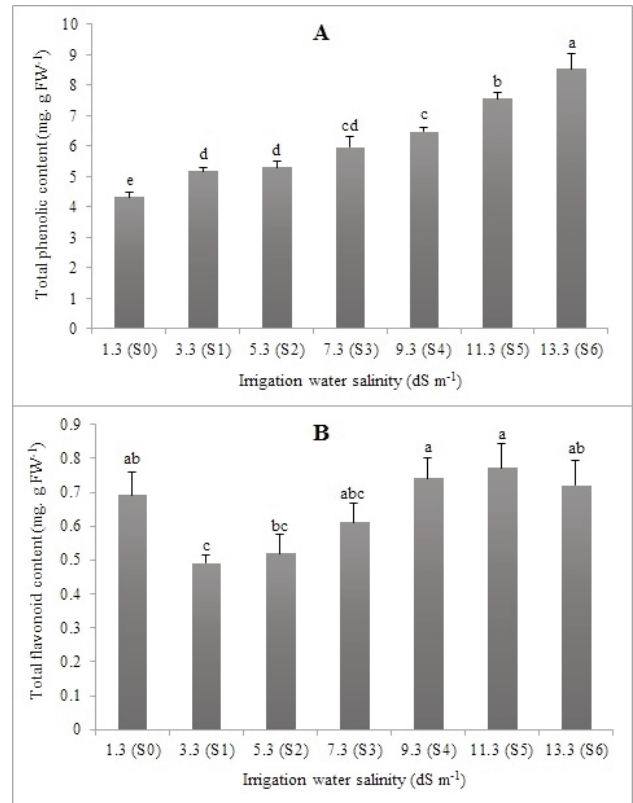 A
Total phenolic content (mg. g FW-1)
10
9
8
7
6
5
4
3
2
1
0
e
d
d
cd
c
b
a
1.3 (S0) 3.3 (S1) 5.3 (S2) 7.3 (S3) 9.3 (S4) 11.3 (S5) 13.3 (S6)
Irrigation water salinity (dS m-1)
B
Total flavonoid content (mg. g FW-1)
0.9
0.8
0.7
0.6
0.5
0.4
0.3
0.2
0.1
0
ab
c
bc
abc
a
a
ab
1.3 (S0) 3.3 (S1) 5.3 (S2) 7.3 (S3) 9.3 (S4) 11.3 (S5) 13.3 (S6)
Irrigation water salinity (dS m-1)